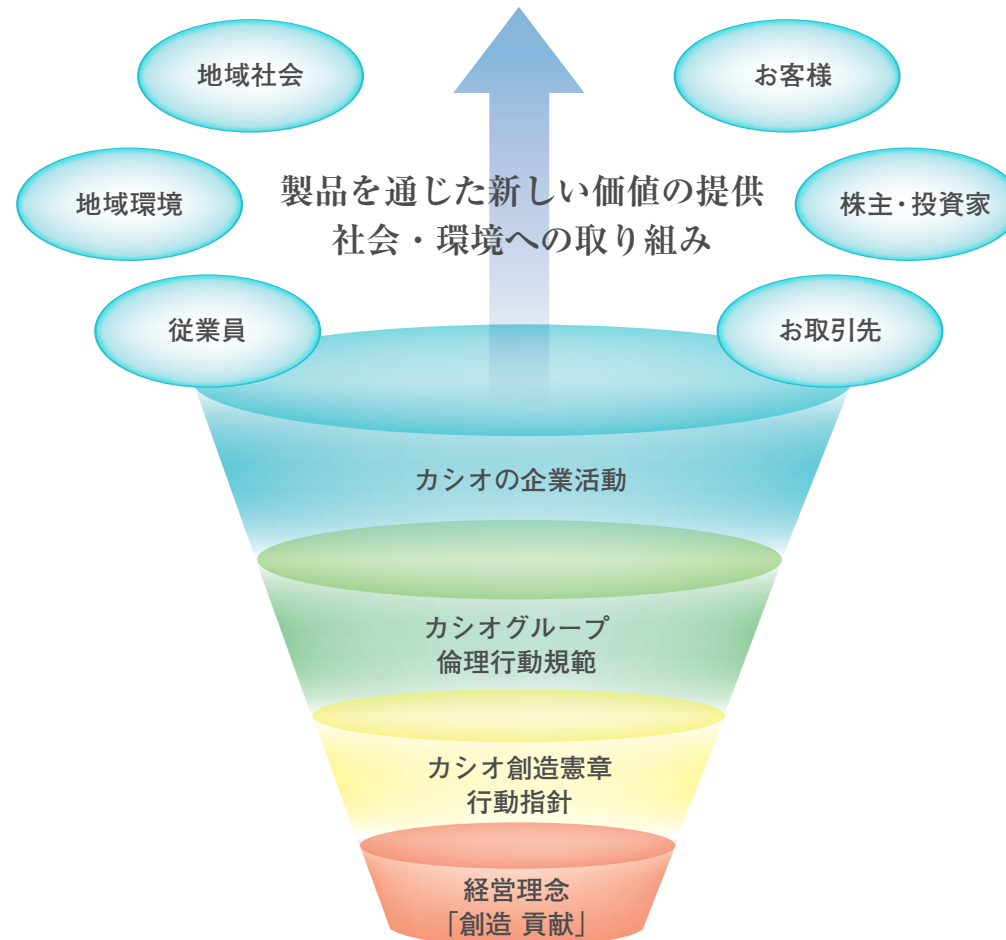 地域社会
お客様
地域環境
製品を通じた新しい価値の提供
社会・環境への取り組み
株主・投資家
従業員
お取引先
カシオの企業活動
カシオグループ
倫理行動規範
カシオ創造憲章
行動指針
経営理念
「創造 貢献」